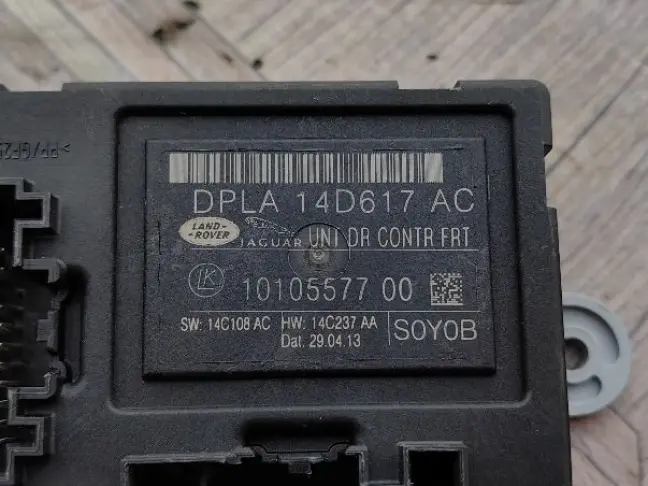 DPLA 14D617 AC
LAND-
-ROVER
JAGUAR UNI DR CONTR FRT
LK 10105577 00
SW: 14C108 AC HW: 14C237 AA
Dat. 29.04.13
S0Y0B